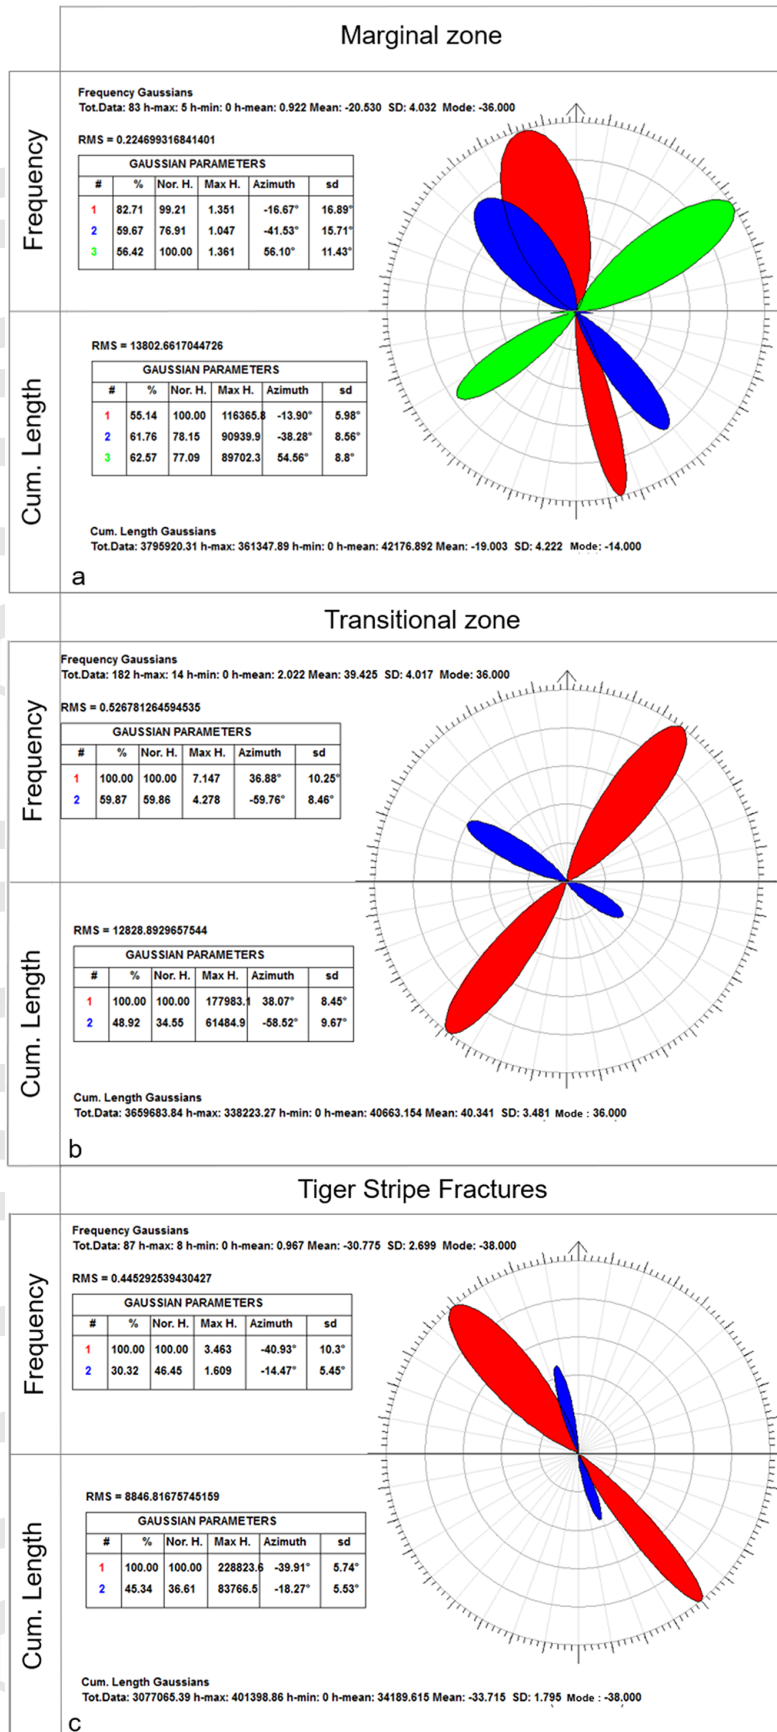 Marginal zone
Frequency
Frequency Gaussians
Tot.Data: 83 h-max: 5 h-min: 0 h-mean: 0.922 Mean: -20.530 SD: 4.032 Mode: -36.000
RMS = 0.224699316841401
GAUSSIAN PARAMETERS
# % Nor. H. Max H. Azimuth sd
1 82.71 99.21 1.351 -16.67° 16.89°
2 59.67 76.91 1.047 -41.53° 15.71°
3 56.42 100.00 1.361 56.10° 11.43°
Cum. Length
RMS = 13802.6617044726
GAUSSIAN PARAMETERS
# % Nor. H. Max H. Azimuth sd
1 55.14 100.00 116365.8 -13.90° 5.98°
2 61.76 78.15 90939.9 -38.28° 8.56°
3 62.57 77.09 89702.3 54.56° 8.8°
Cum. Length Gaussians
Tot.Data: 3795920.31 h-max: 361347.89 h-min: 0 h-mean: 42176.892 Mean: -19.003 SD: 4.222 Mode: -14.000
a
Transitional zone
Frequency
Frequency Gaussians
Tot.Data: 182 h-max: 14 h-min: 0 h-mean: 2.022 Mean: 39.425 SD: 4.017 Mode: 36.000
RMS = 0.526781264594535
GAUSSIAN PARAMETERS
# % Nor. H. Max H. Azimuth sd
1 100.00 100.00 7.147 36.88° 10.25°
2 59.87 59.86 4.278 -59.76° 8.46°
Cum. Length
RMS = 12828.8929657544
GAUSSIAN PARAMETERS
# % Nor. H. Max H. Azimuth sd
1 100.00 100.00 177983.1 38.07° 8.45°
2 48.92 34.55 61484.9 -58.52° 9.67°
Cum. Length Gaussians
Tot.Data: 3659683.84 h-max: 338223.27 h-min: 0 h-mean: 40663.154 Mean: 40.341 SD: 3.481 Mode : 36.000
b
Tiger Stripe Fractures
Frequency
Frequency Gaussians
Tot.Data: 87 h-max: 8 h-min: 0 h-mean: 0.967 Mean: -30.775 SD: 2.699 Mode: -38.000
RMS = 0.445292539430427
GAUSSIAN PARAMETERS
# % Nor. H. Max H. Azimuth sd
1 100.00 100.00 3.463 -40.93° 10.3°
2 30.32 46.45 1.609 -14.47° 5.45°
Cum. Length
RMS = 8846.81675745159
GAUSSIAN PARAMETERS
# % Nor. H. Max H. Azimuth sd
1 100.00 100.00 228823.6 -39.91° 5.74°
2 45.34 36.61 83766.5 -18.27° 5.53°
Cum. Length Gaussians
Tot.Data: 3077065.39 h-max: 401398.86 h-min: 0 h-mean: 34189.615 Mean: -33.715 SD: 1.795 Mode : -38.000
c